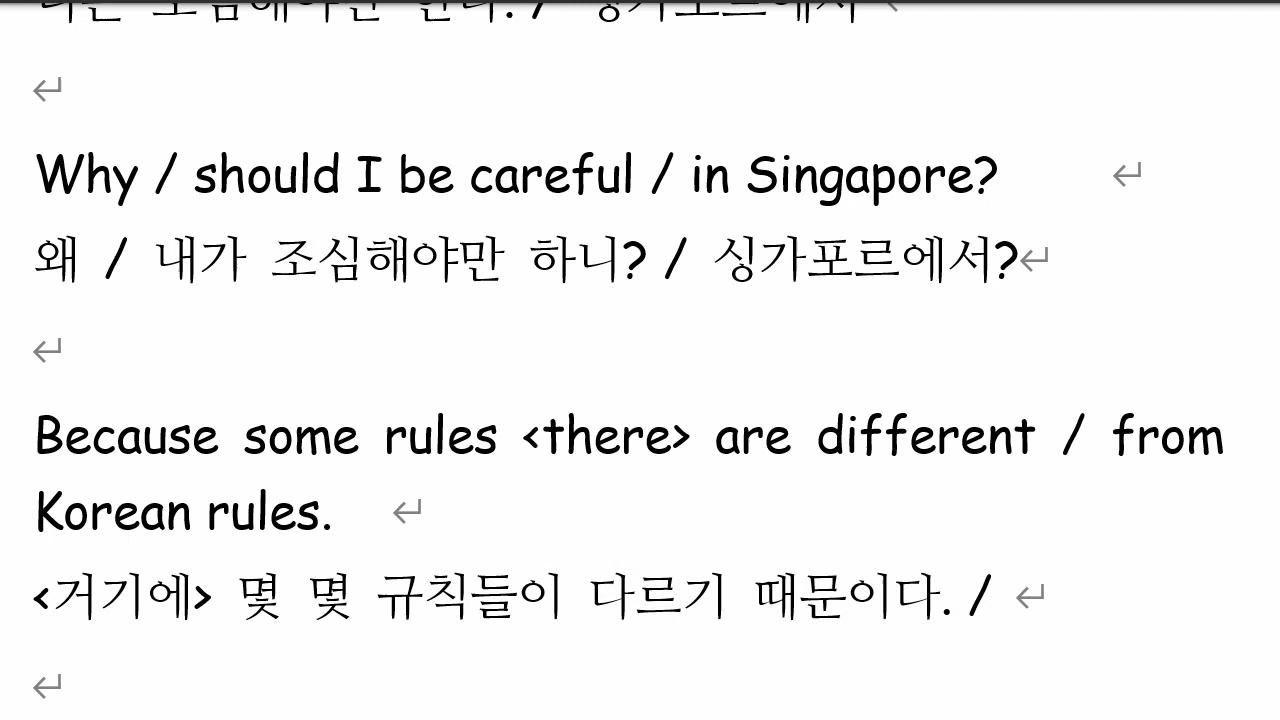 Why / should I be careful / in Singapore?
왜 / 내가 조심해야만 하니? / 싱가포르에서?
Because some rules <there> are different / from
Korean rules.
<거기에> 몇 몇 규칙들이 다르기 때문이다. /